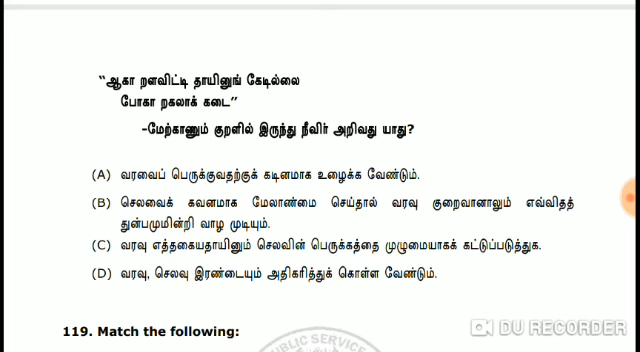 “ஆகா றளவிட்டி தாயினுங் கேடில்லை
போகா றகலாக் கடை”
-மேற்காணும் குறளில் இருந்து நீவிர் அறிவது யாது?
(A) வரவைப் பெருக்குவதற்குக் கடினமாக உழைக்க வேண்டும்.
(B) செலவைக் கவனமாக மேலாண்மை செய்தால் வரவு குறைவானாலும் எவ்விதத்
துன்பமுமின்றி வாழ முடியும்.
(C) வரவு எத்தகையதாயினும் செலவின் பெருக்கத்தை முழுமையாகக் கட்டுப்படுத்துக.
(D) வரவு, செலவு இரண்டையும் அதிகரித்துக் கொள்ள வேண்டும்.
119. Match the following:
DU RECORDER
SERVICE